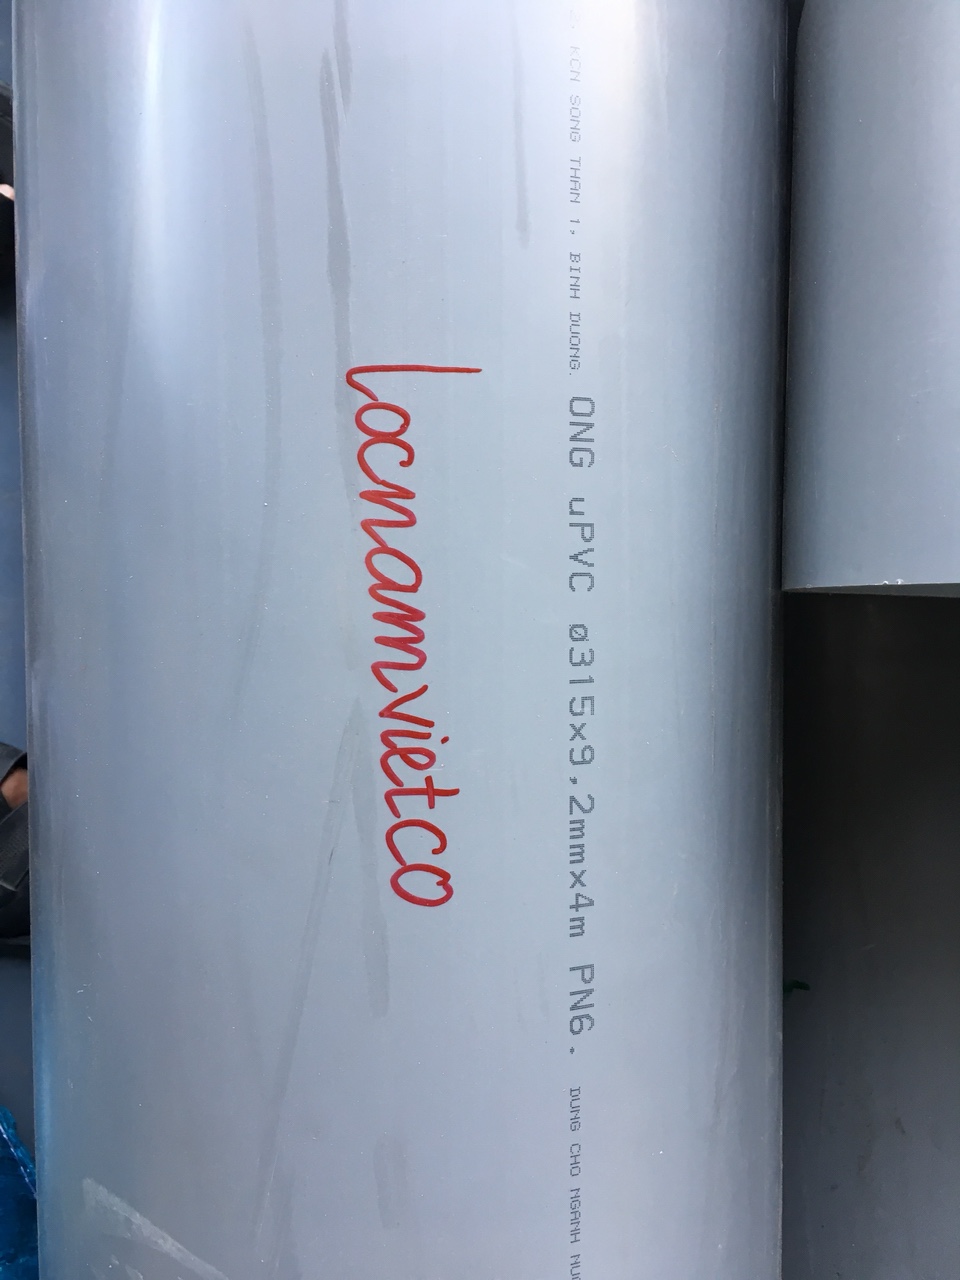 KCN SONG THAN 1, BINH DUONG. ONG uPVC ø315x9,2mmx4m PN6. DUNG CHO NGANH
Locnamvietco